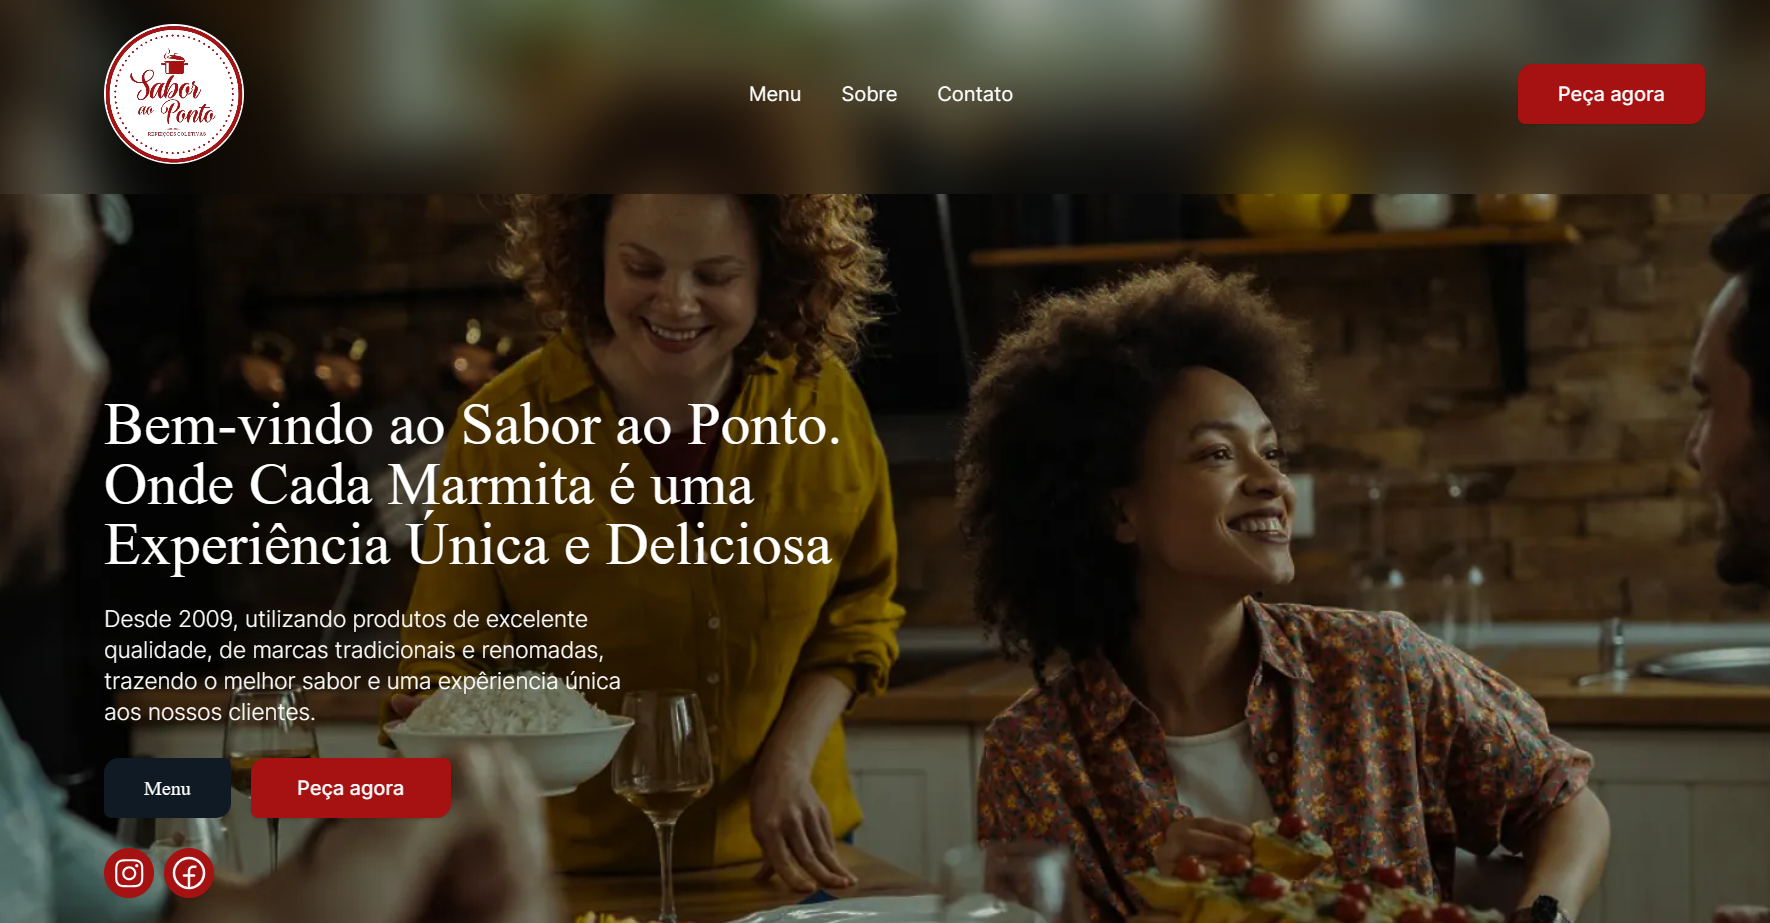 Sabor
ao Ponto
REFEIÇÕES COLETIVAS
Menu Sobre Contato
Peça agora
Bem-vindo ao Sabor ao Ponto.
Onde Cada Marmita é uma
Experiência Única e Deliciosa
Desde 2009, utilizando produtos de excelente
qualidade, de marcas tradicionais e renomadas,
trazendo o melhor sabor e uma expêriencia única
aos nossos clientes.
Menu
Peça agora